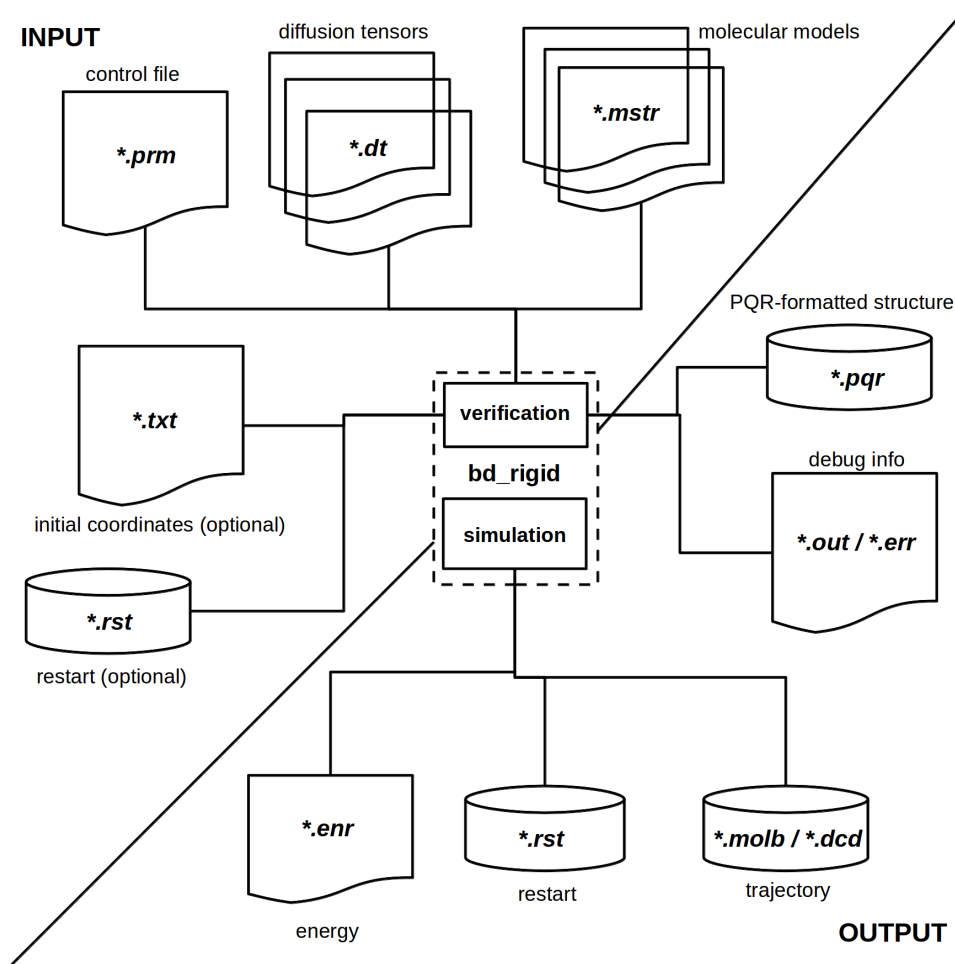 INPUT
diffusion tensors
molecular models
control file
*.prm
*.dt
*.mstr
PQR-formatted structure
*.pqr
*.txt
verification
initial coordinates (optional)
bd_rigid
debug info
simulation
*.out / *.err
*.rst
restart (optional)
*.enr
*.rst
*.molb / *.dcd
energy
restart
trajectory
OUTPUT